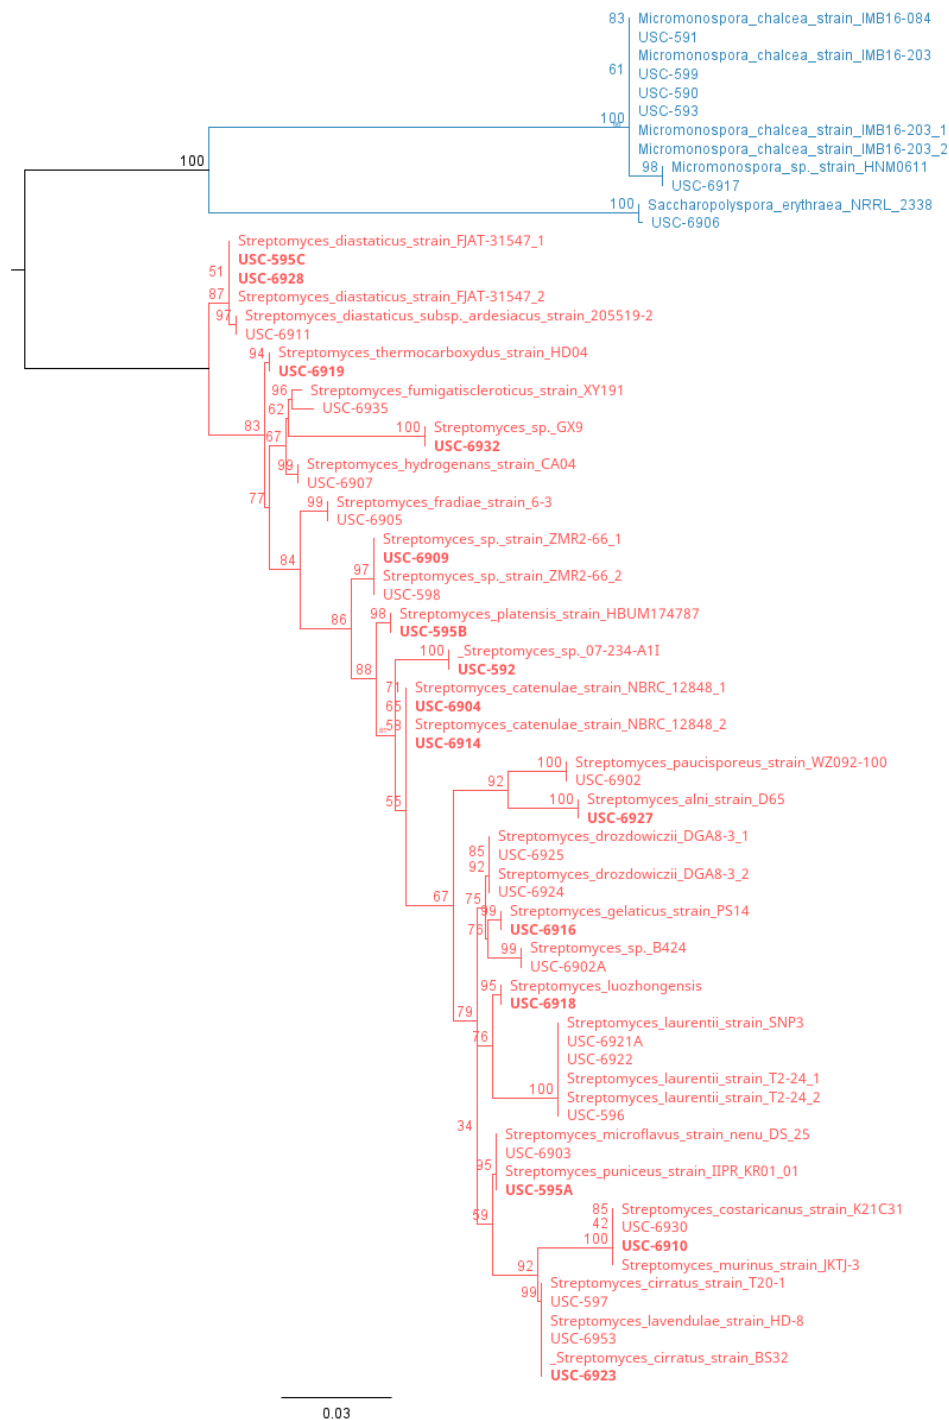 83 Micromonospora_chalcea_strain_IMB16-084
USC-591
Micromonospora_chalcea_strain_IMB16-203
61 USC-599
USC-590
USC-593
100
Micromonospora_chalcea_strain_IMB16-203_1
Micromonospora_chalcea_strain_IMB16-203_2
100
98 Micromonospora_sp._strain_HNM0611
USC-6917
100 Saccharopolyspora_erythraea_NRRL_2338
USC-6906
Streptomyces_diastaticus_strain_FJAT-31547_1
USC-595C
51 USC-6928
87 Streptomyces_diastaticus_strain_FJAT-31547_2
97 Streptomyces_diastaticus_subsp._ardesiacus_strain_205519-2
USC-6911
94 Streptomyces_thermocarboxydus_strain_HD04
USC-6919
96 Streptomyces_fumigatiscleroticus_strain_XY191
62 USC-6935
83 67 100 Streptomyces_sp._GX9
USC-6932
99 Streptomyces_hydrogenans_strain_CA04
USC-6907
77 99 Streptomyces_fradiae_strain_6-3
USC-6905
Streptomyces_sp._strain_ZMR2-66_1
84 USC-6909
97 Streptomyces_sp._strain_ZMR2-66_2
USC-598
86 98 Streptomyces_platensis_strain_HBUM174787
USC-595B
100 _Streptomyces_sp._07-234-A1I
88 USC-592
71 Streptomyces_catenulae_strain_NBRC_12848_1
65 USC-6904
58 Streptomyces_catenulae_strain_NBRC_12848_2
USC-6914
100 Streptomyces_paucisporeus_strain_WZ092-100
92 USC-6902
55 100 Streptomyces_alni_strain_D65
USC-6927
Streptomyces_drozdowiczii_DGA8-3_1
85 USC-6925
92 Streptomyces_drozdowiczii_DGA8-3_2
67 75 USC-6924
99 Streptomyces_gelaticus_strain_PS14
76 USC-6916
99 Streptomyces_sp._B424
USC-6902A
95 Streptomyces_luozhongensis
79 USC-6918
Streptomyces_laurentii_strain_SNP3
76 USC-6921A
USC-6922
100 Streptomyces_laurentii_strain_T2-24_1
Streptomyces_laurentii_strain_T2-24_2
USC-596
34 Streptomyces_microflavus_strain_nenu_DS_25
USC-6903
95 Streptomyces_puniceus_strain_IIPR_KR01_01
USC-595A
59 85 Streptomyces_costaricanus_strain_K21C31
42 USC-6930
100 USC-6910
92 Streptomyces_murinus_strain_JKTJ-3
Streptomyces_cirratus_strain_T20-1
99 USC-597
Streptomyces_lavendulae_strain_HD-8
USC-6953
_Streptomyces_cirratus_strain_BS32
USC-6923
0.03